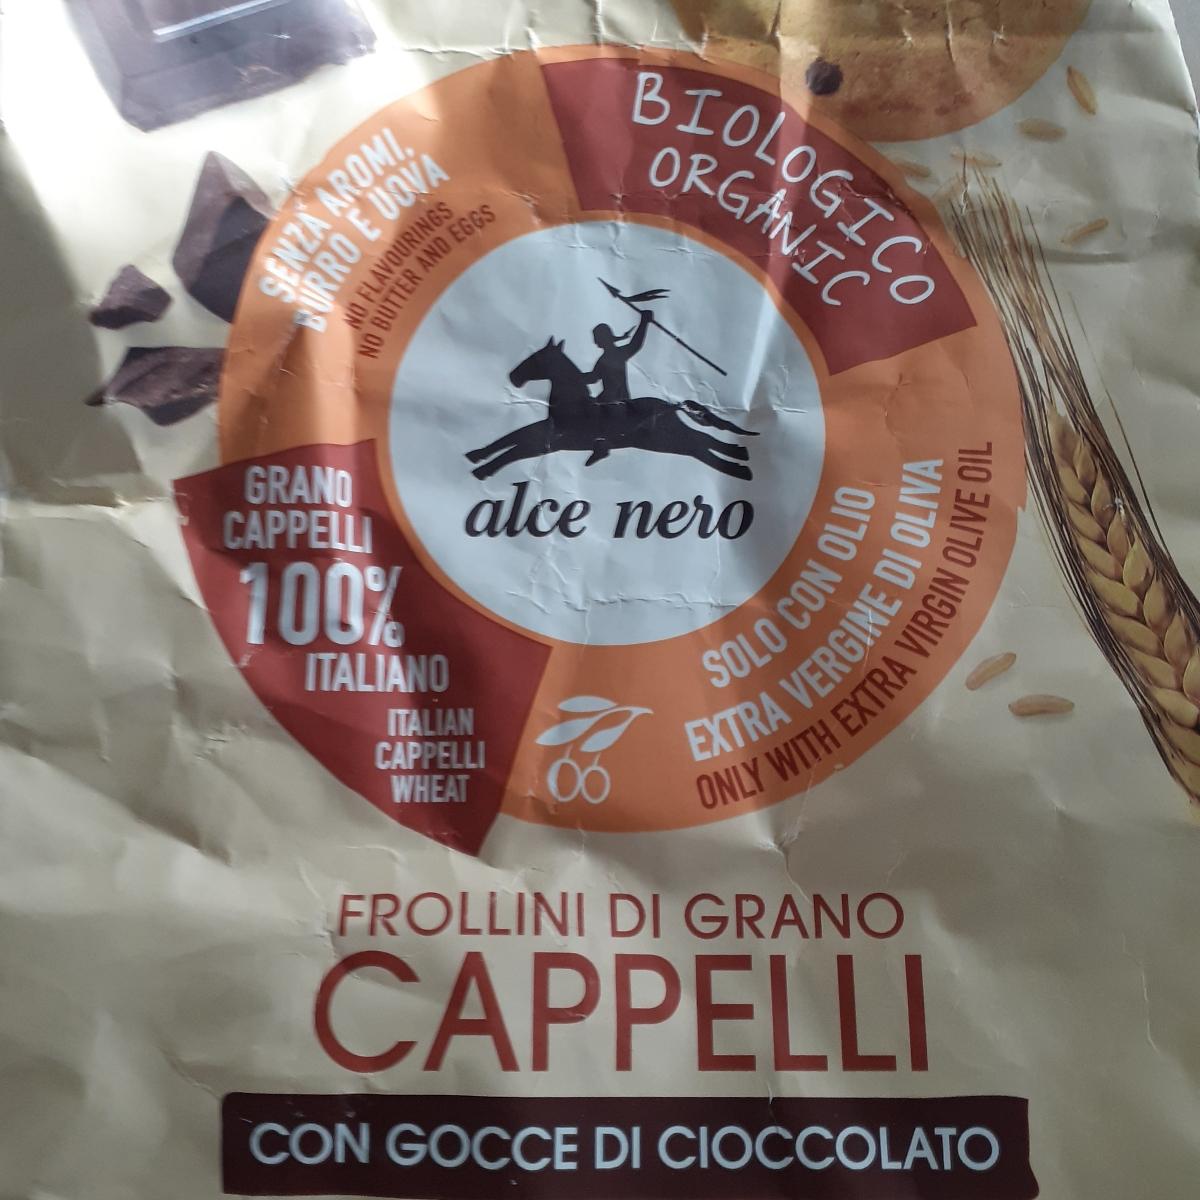 BIOLOGICO
ORGANIC
SENZA AROMI,
BURRO E UOVA
NO FLAVOURINGS
NO BUTTER AND EGGS
alce nero
GRANO
CAPPELLI
100%
ITALIANO
ITALIAN
CAPPELLI
WHEAT
SOLO CON OLIO
EXTRA VERGINE DI OLIVA
ONLY WITH EXTRA VIRGIN OLIVE OIL
FROLLINI DI GRANO
CAPPELLI
CON GOCCE DI CIOCCOLATO